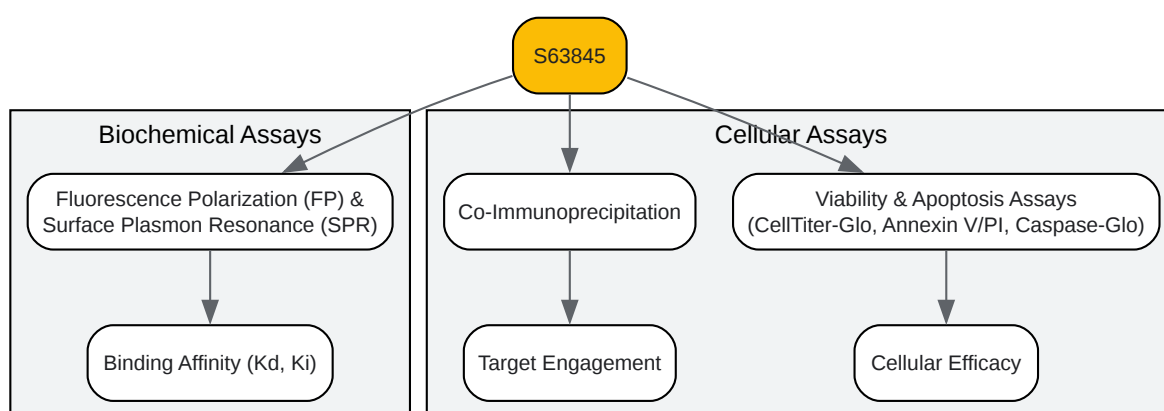 S63845
Biochemical Assays
Cellular Assays
Fluorescence Polarization (FP) &
Surface Plasmon Resonance (SPR)
Co-Immunoprecipitation
Viability & Apoptosis Assays
(CellTiter-Glo, Annexin V/PI, Caspase-Glo)
Binding Affinity (Kd, Ki)
Target Engagement
Cellular Efficacy